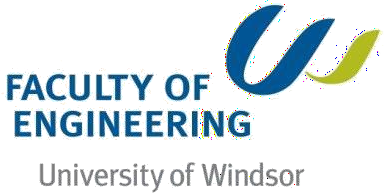 FACULTY OF
ENGINEERING
University of Windsor